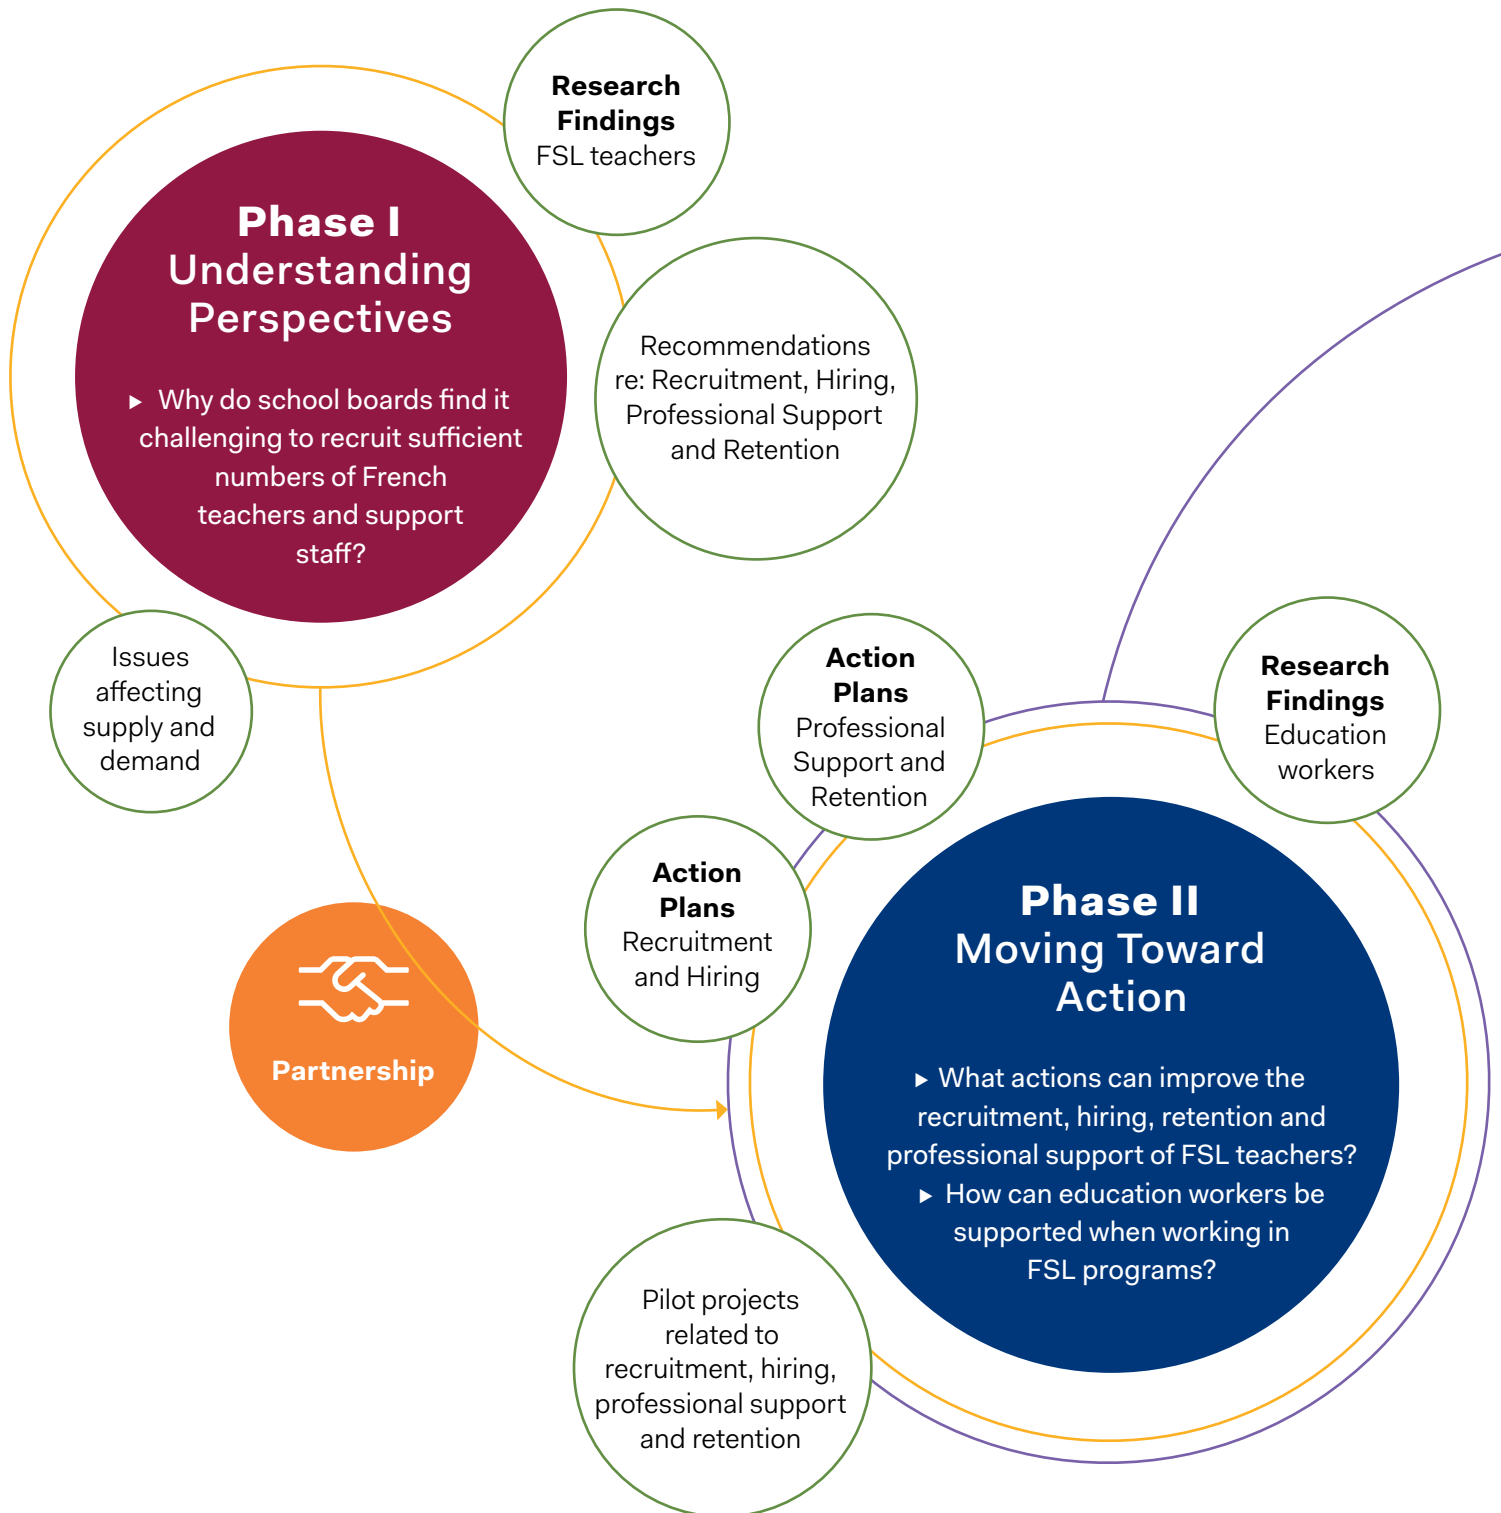 Research
Findings
FSL teachers
Phase I
Understanding
Perspectives
▸ Why do school boards find it
challenging to recruit sufficient
numbers of French
teachers and support
staff?
Recommendations
re: Recruitment, Hiring,
Professional Support
and Retention
Issues
affecting
supply and
demand
Partnership
Action
Plans
Professional
Support and
Retention
Research
Findings
Education
workers
Action
Plans
Recruitment
and Hiring
Phase II
Moving Toward
Action
▸ What actions can improve the
recruitment, hiring, retention and
professional support of FSL teachers?
▸ How can education workers be
supported when working in
FSL programs?
Pilot projects
related to
recruitment, hiring,
professional support
and retention